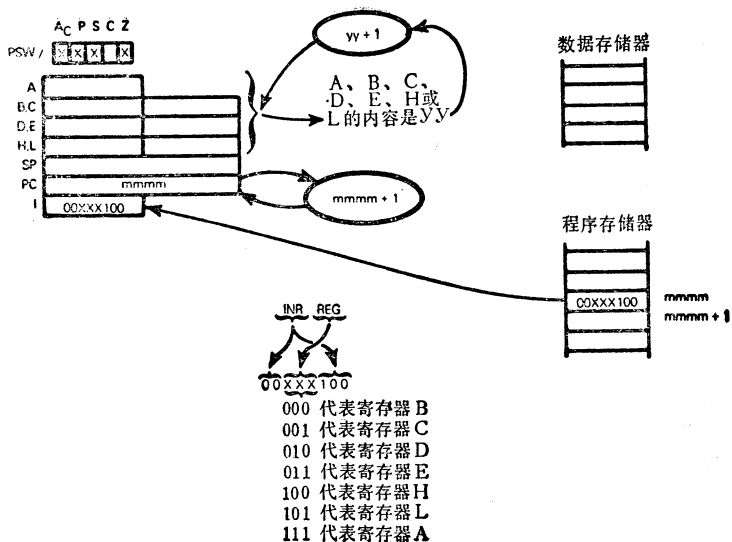 AC P S C Z
PSW
X X X X
yy + 1
A
B.C
D.E
H.L
SP
PC
mmmm
I
00XXX100
A、B、C、
D、E、H或
L的内容是yy
mmmm + 1
数据存储器
程序存储器
00XXX100
mmmm
mmmm + 1
INR REG
00XXX100
000 代表寄存器B
001 代表寄存器C
010 代表寄存器D
011 代表寄存器E
100 代表寄存器H
101 代表寄存器L
111 代表寄存器A